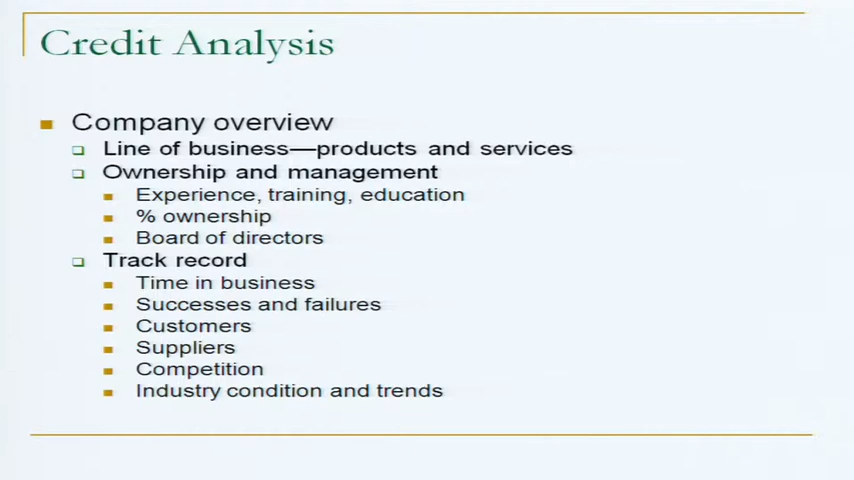 Credit Analysis
Company overview
Line of business—products and services
Ownership and management
Experience, training, education
% ownership
Board of directors
Track record
Time in business
Successes and failures
Customers
Suppliers
Competition
Industry condition and trends